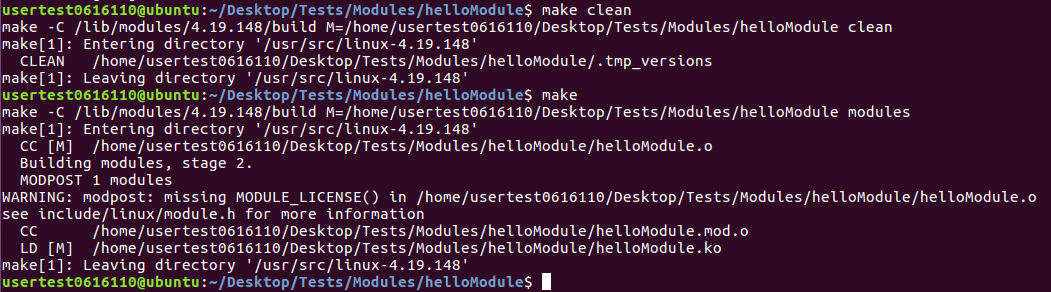 usertest0616110@ubuntu:~/Desktop/Tests/Modules/helloModule$ make clean
make -C /lib/modules/4.19.148/build M=/home/usertest0616110/Desktop/Tests/Modules/helloModule clean
make[1]: Entering directory '/usr/src/linux-4.19.148'
  CLEAN   /home/usertest0616110/Desktop/Tests/Modules/helloModule/.tmp_versions
make[1]: Leaving directory '/usr/src/linux-4.19.148'
usertest0616110@ubuntu:~/Desktop/Tests/Modules/helloModule$ make
make -C /lib/modules/4.19.148/build M=/home/usertest0616110/Desktop/Tests/Modules/helloModule modules
make[1]: Entering directory '/usr/src/linux-4.19.148'
  CC [M]  /home/usertest0616110/Desktop/Tests/Modules/helloModule/helloModule.o
  Building modules, stage 2.
  MODPOST 1 modules
WARNING: modpost: missing MODULE_LICENSE() in /home/usertest0616110/Desktop/Tests/Modules/helloModule/helloModule.o
see include/linux/module.h for more information
  CC      /home/usertest0616110/Desktop/Tests/Modules/helloModule/helloModule.mod.o
  LD [M]  /home/usertest0616110/Desktop/Tests/Modules/helloModule/helloModule.ko
make[1]: Leaving directory '/usr/src/linux-4.19.148'
usertest0616110@ubuntu:~/Desktop/Tests/Modules/helloModule$